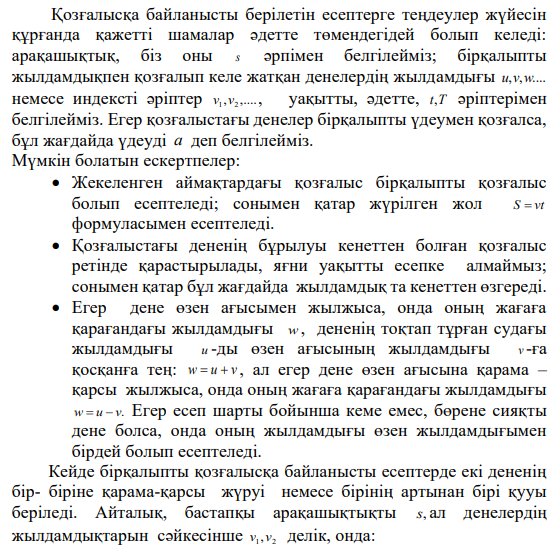 Қозғалысқа байланысты берілетін есептерге теңдеулер жүйесін
құрғанда қажетті шамалар әдетте төмендегідей болып келеді:
арақашықтық, біз оны s әрпімен белгілейміз; бірқалыпты
жылдамдықпен қозғалып келе жатқан денелердің жылдамдығы u,v,w....
немесе индексті әріптер v₁,v₂,...., уақытты, әдетте, t,T әріптерімен
белгілейміз. Егер қозғалыстағы денелер бірқалыпты үдеумен қозғалса,
бұл жағдайда үдеуді a деп белгілейміз.
Мүмкін болатын ескертпелер:
• Жекеленген аймақтардағы қозғалыс бірқалыпты қозғалыс
болып есептеледі; сонымен қатар жүрілген жол S = vt
формуласымен есептеледі.
• Қозғалыстағы дененің бұрылуы кенеттен болған қозғалыс
ретінде қарастырылады, яғни уақытты есепке алмаймыз;
сонымен қатар бұл жағдайда жылдамдық та кенеттен өзгереді.
• Егер дене өзен ағысымен жылжыса, онда оның жағаға
қарағандағы жылдамдығы w, дененің тоқтап тұрған судағы
жылдамдығы u-ды өзен ағысының жылдамдығы v-ға
қосқанға тең: w = u + v, ал егер дене өзен ағысына қарама –
қарсы жылжыса, онда оның жағаға қарағандағы жылдамдығы
w = u − v. Егер есеп шарты бойынша кеме емес, бөрене сияқты
дене болса, онда оның жылдамдығы өзен жылдамдығымен
бірдей болып есептеледі.
Кейде бірқалыпты қозғалысқа байланысты есептерде екі дененің
бір- біріне қарама-қарсы жүруі немесе бірінің артынан бірі қууы
беріледі. Айталық, бастапқы арақашықтықты s, ал денелердің
жылдамдықтарын сәйкесінше v₁,v₂ делік, онда: